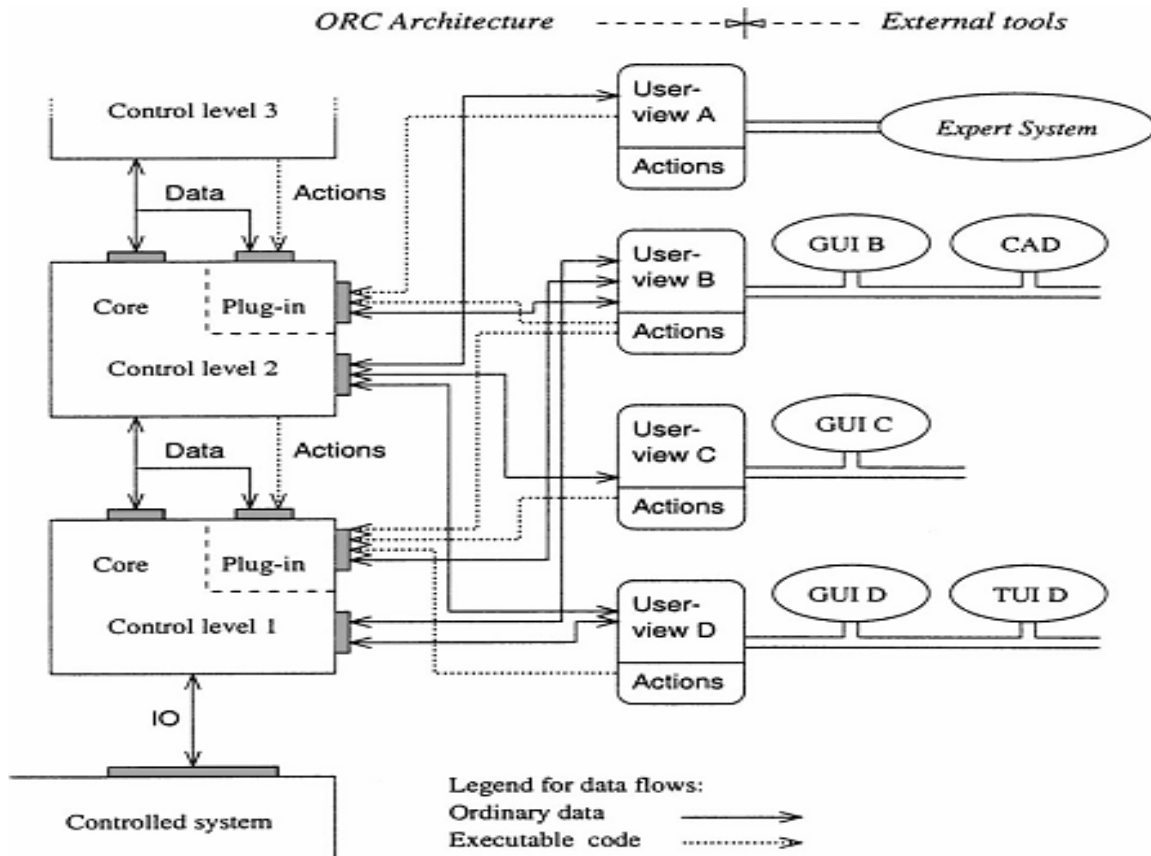 ORC Architecture
External tools
Control level 3
Data
Actions
Core
Plug-in
Control level 2
Data
Actions
Core
Plug-in
Control level 1
IO
Controlled system
User-
view A
Actions
Expert System
User-
view B
Actions
GUI B
CAD
User-
view C
Actions
GUI C
User-
view D
Actions
GUI D
TUI D
Legend for data flows:
Ordinary data
Executable code